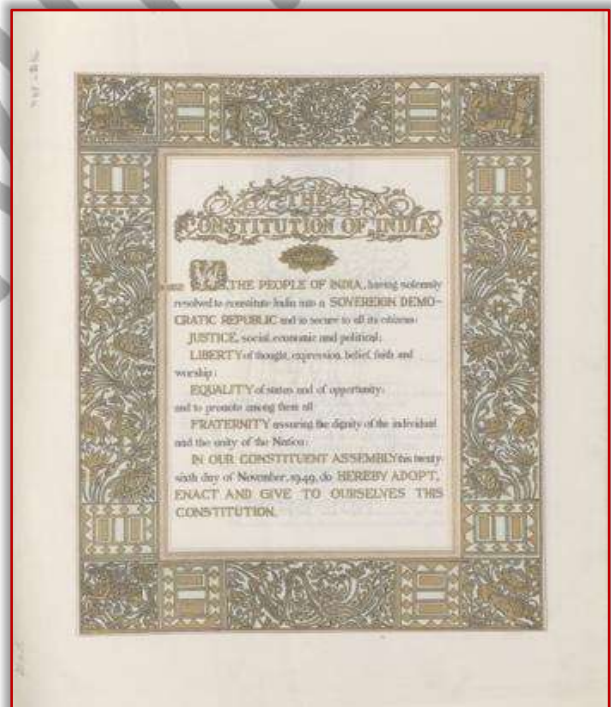 THE
CONSTITUTION OF INDIA
WE, THE PEOPLE OF INDIA, having solemnly
resolved to constitute India into a SOVEREIGN DEMO-
CRATIC REPUBLIC and to secure to all its citizens:
JUSTICE, social, economic and political;
LIBERTY of thought, expression, belief, faith and
worship;
EQUALITY of status and of opportunity;
and to promote among them all
FRATERNITY assuring the dignity of the individual
and the unity of the Nation;
IN OUR CONSTITUENT ASSEMBLY this twenty-
sixth day of November, 1949, do HEREBY ADOPT,
ENACT AND GIVE TO OURSELVES THIS
CONSTITUTION.